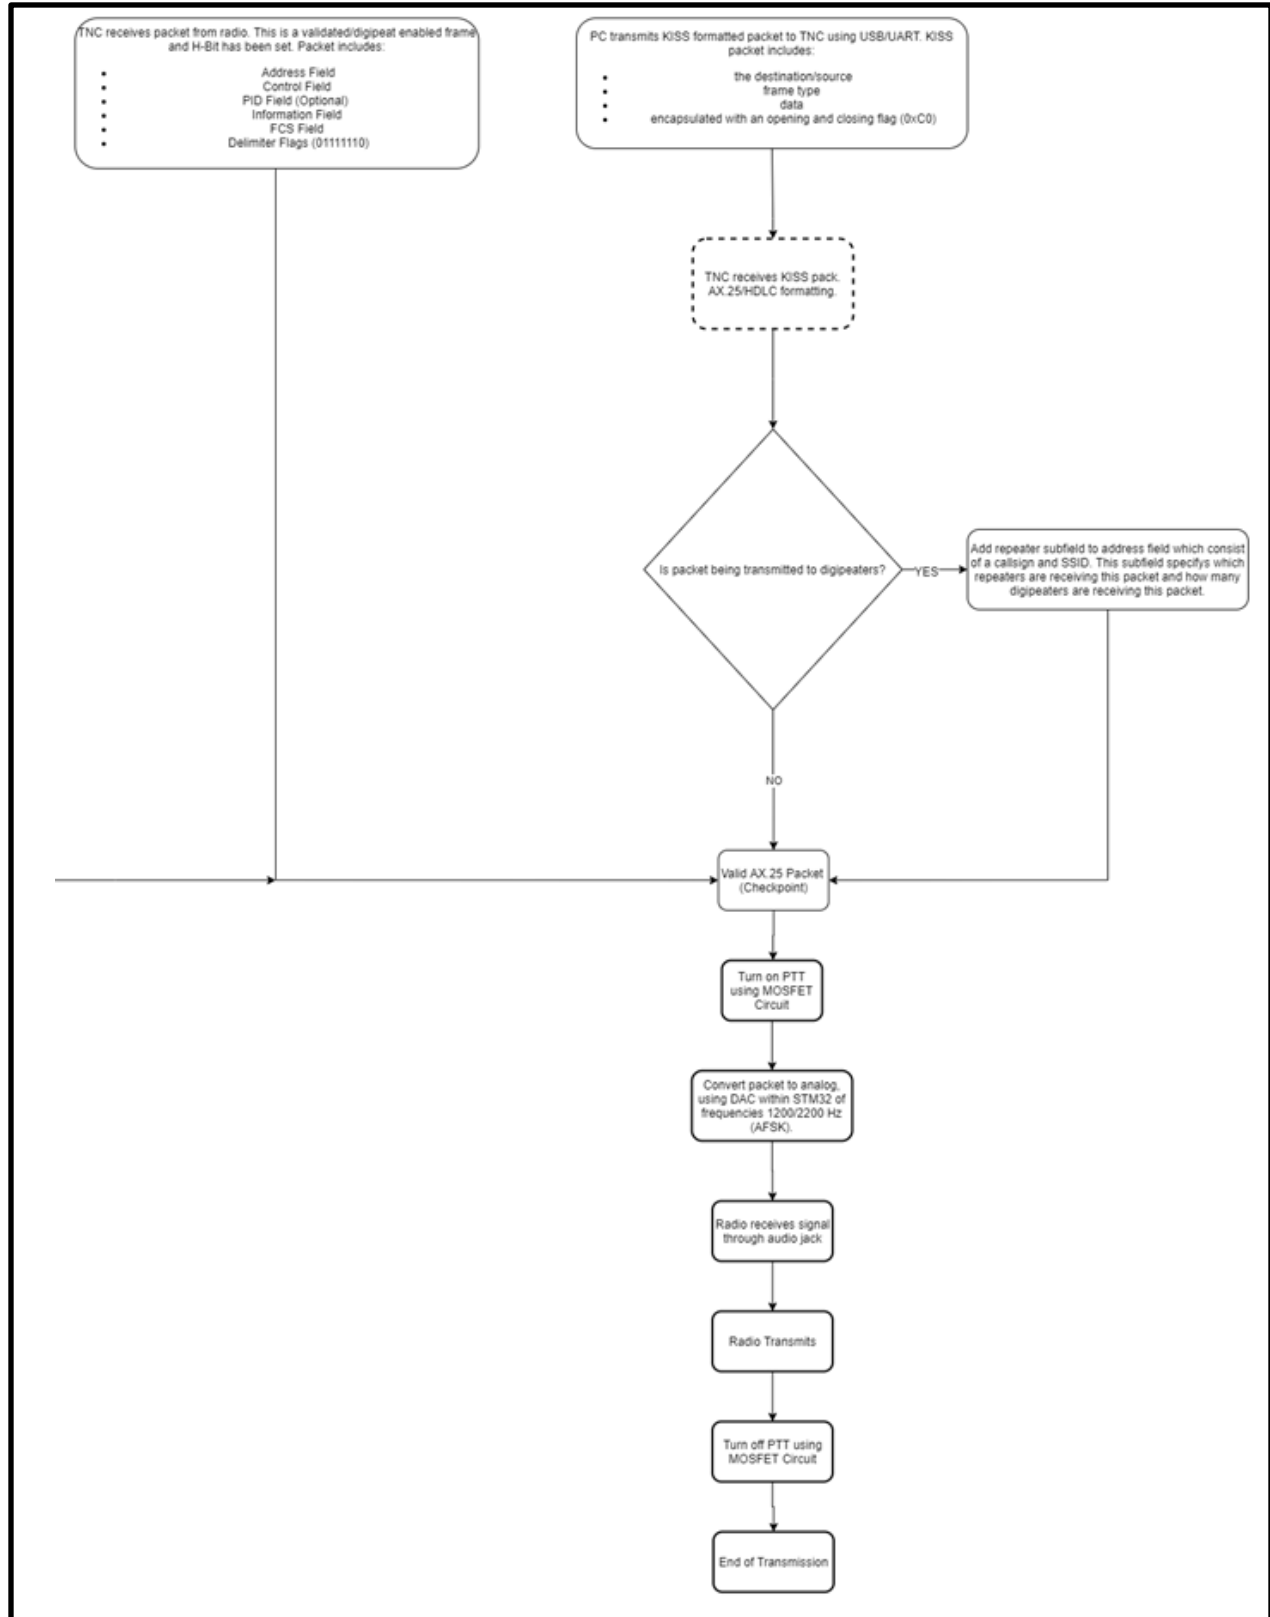 TNC receives packet from radio. This is a validated/digipeat enabled frame
and H-Bit has been set. Packet includes:
• Address Field
• Control Field
• PID Field (Optional)
• Information Field
• FCS Field
• Delimiter Flags (01111110)
PC transmits KISS formatted packet to TNC using USB/UART. KISS
packet includes:
• the destination/source
• frame type
• data
• encapsulated with an opening and closing flag (0xC0)
TNC receives KISS pack.
AX.25/HDLC formatting.
Is packet being transmitted to digipeaters?
YES
Add repeater subfield to address field which consist
of a callsign and SSID. This subfield specifys which
repeaters are receiving this packet and how many
digipeaters are receiving this packet.
NO
Valid AX.25 Packet
(Checkpoint)
Turn on PTT
using MOSFET
Circuit
Convert packet to analog,
using DAC within STM32 of
frequencies 1200/2200 Hz
(AFSK).
Radio receives signal
through audio jack
Radio Transmits
Turn off PTT using
MOSFET Circuit
End of Transmission